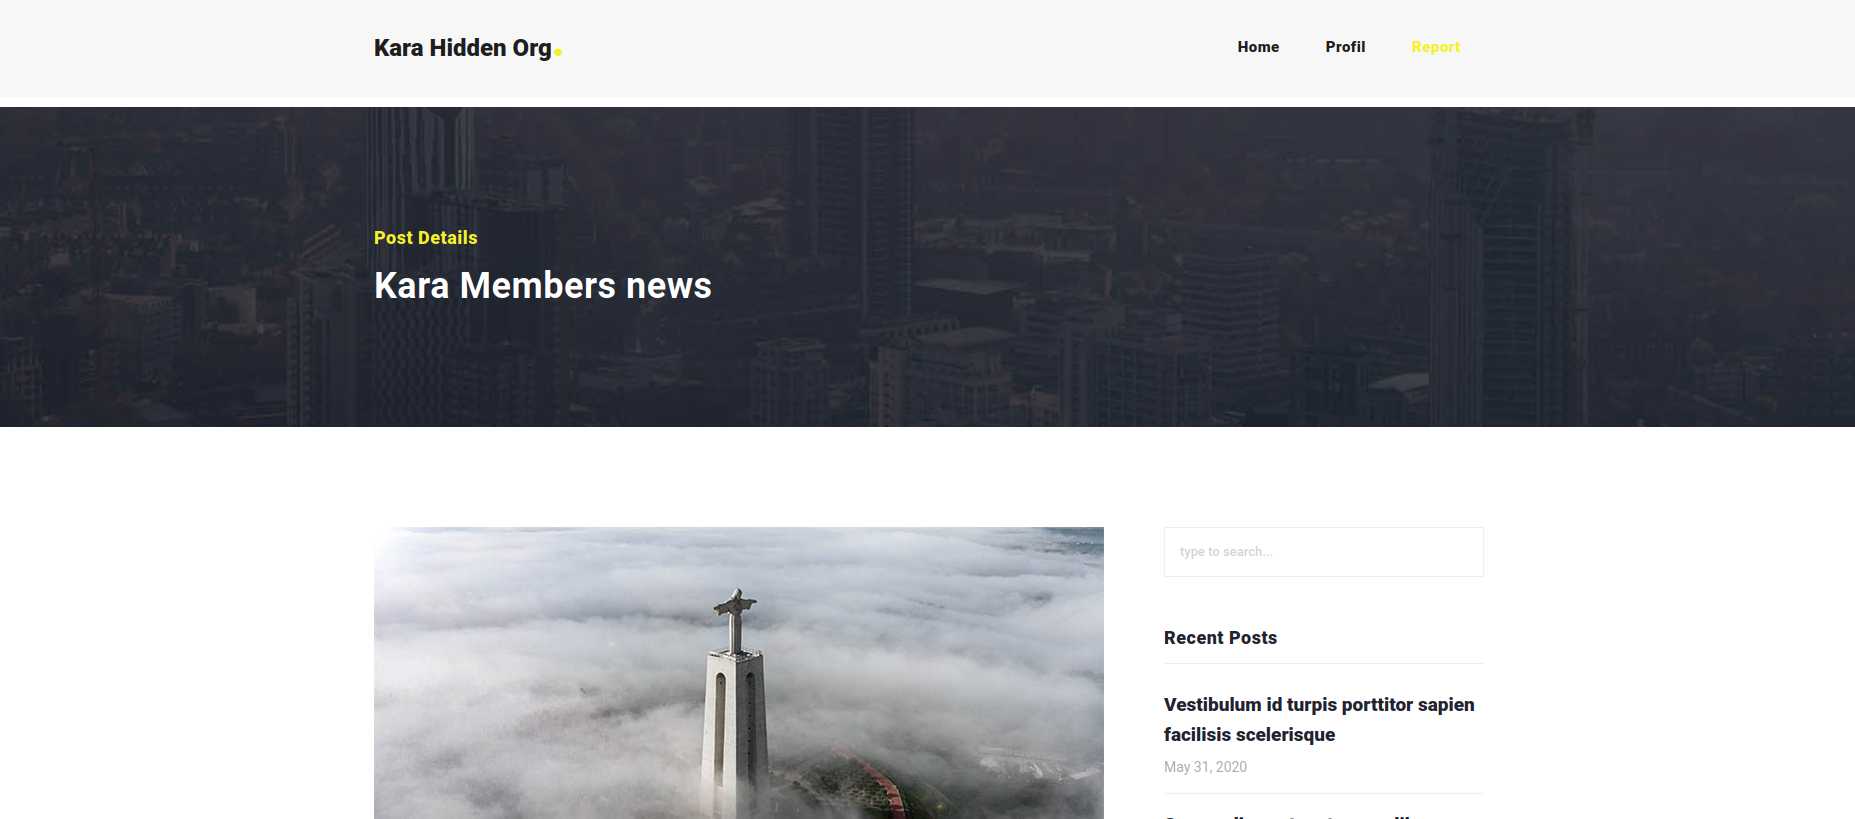 Kara Hidden Org.
Home
Profil
Report
Post Details
Kara Members news
type to search...
Recent Posts
Vestibulum id turpis porttitor sapien
facilisis scelerisque
May 31, 2020